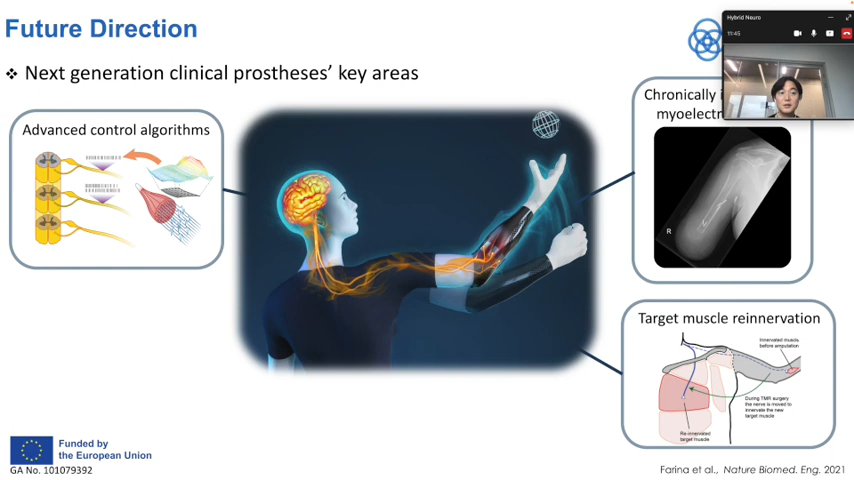 Future Direction
Hybrid Neuro
11:45
❖ Next generation clinical prostheses' key areas
Advanced control algorithms
Chronically i
myoelectr
R
Target muscle reinnervation
Innervated muscle
before amputation
During TMR surgery
the nerve is moved to
innervate the new
target muscle
Re-innervated
target muscle
Funded by
the European Union
GA No. 101079392
Farina et al., Nature Biomed. Eng. 2021